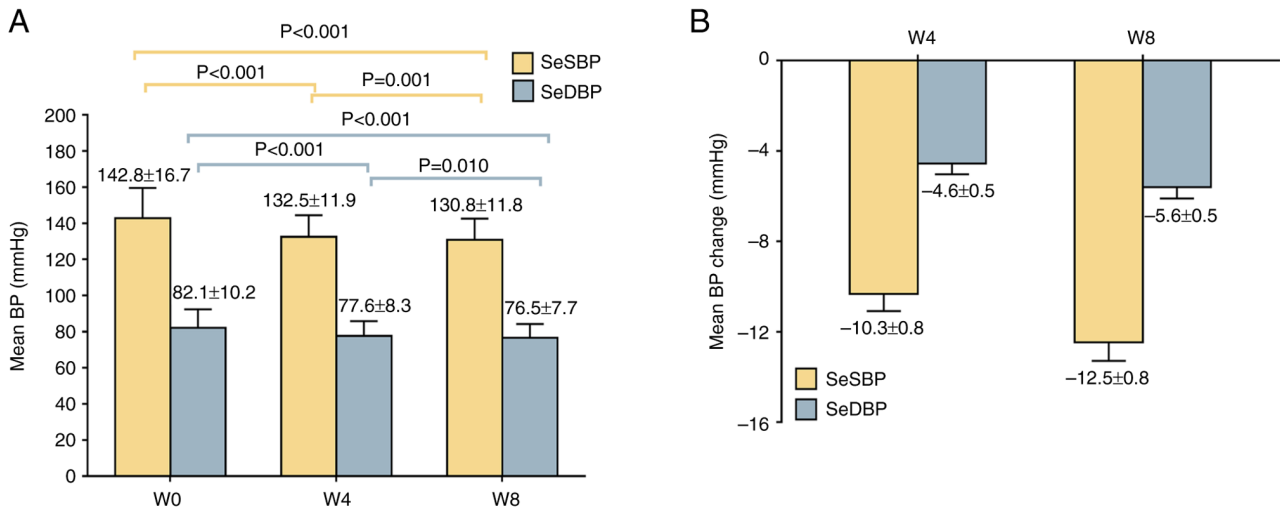 A
P<0.001
P<0.001
P=0.001
SeSBP
SeDBP
P<0.001
P<0.001
P=0.010
Mean BP (mmHg)
200
180
160
140
120
100
80
60
40
20
0
142.8±16.7
132.5±11.9
130.8±11.8
82.1±10.2
77.6±8.3
76.5±7.7
W0
W4
W8
B
W4
W8
Mean BP change (mmHg)
0
−4
−8
−12
−16
−4.6±0.5
−5.6±0.5
−10.3±0.8
−12.5±0.8
SeSBP
SeDBP